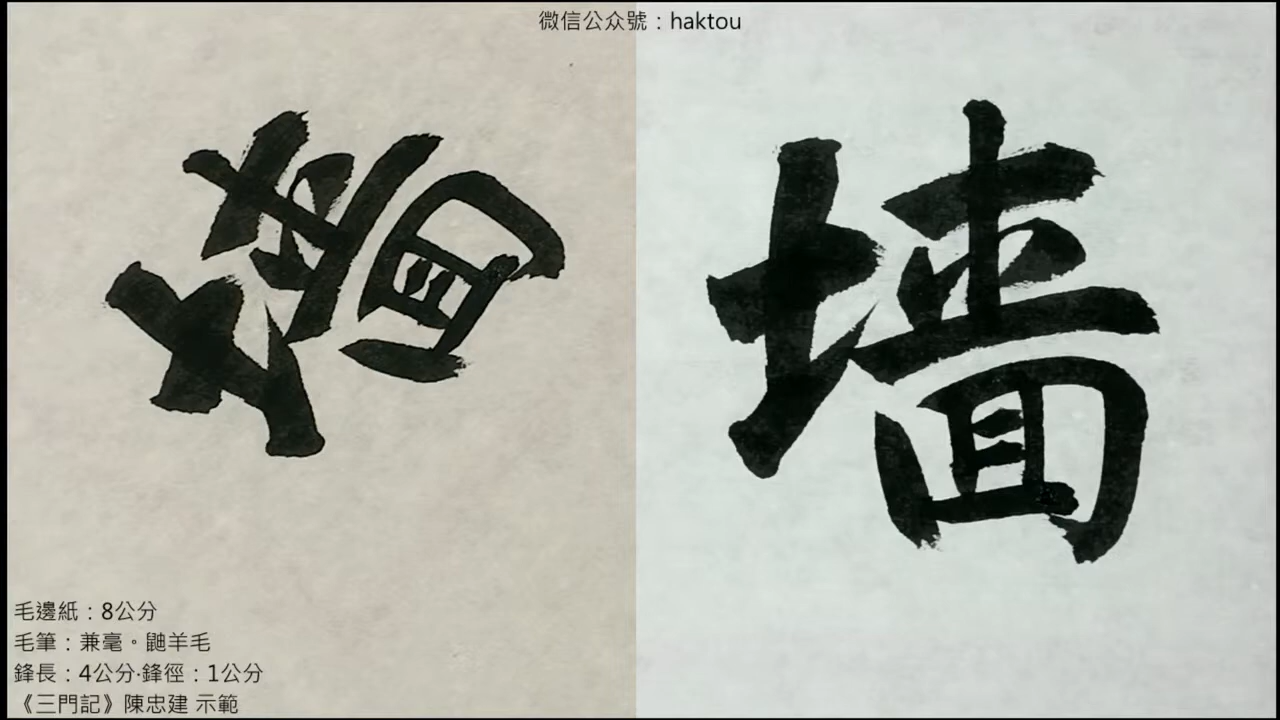 微信公众號：haktou
墙
墙
毛邊紙：8公分
毛筆：兼毫。鼬羊毛
鋒長：4公分·鋒徑：1公分
《三門記》陳忠建 示範